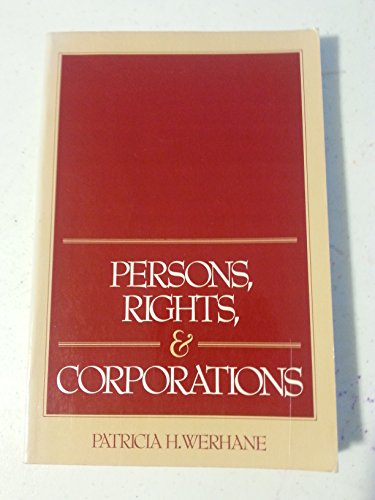 PERSONS,
RIGHTS,
&
CORPORATIONS
PATRICIA H. WERHANE